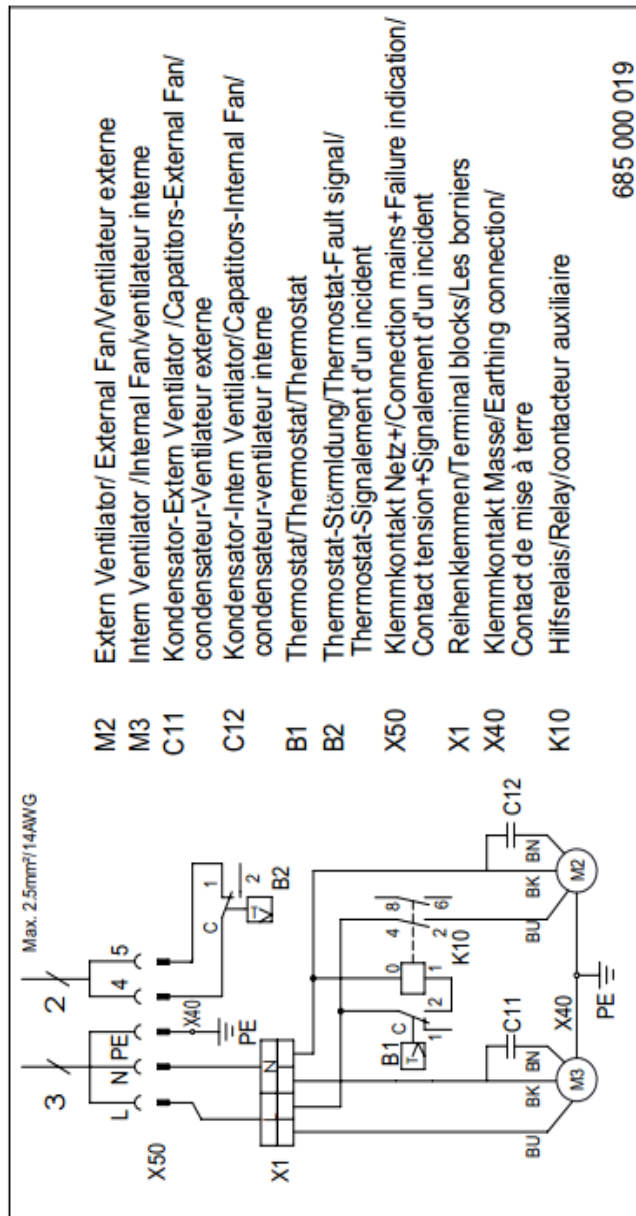 Max. 2.5mm²/14AWG
3
2
L
N
PE
4
5
X50
X40
PE
C
1
2
B2
X1
L
N
B1
C
1
2
0
1
4
8
2
6
K10
C11
C12
BU
BK
BN
BU
BK
BN
M3
X40
M2
PE
M2 Extern Ventilator/ External Fan/Ventilateur externe
M3 Intern Ventilator /Internal Fan/ventilateur interne
C11 Kondensator-Extern Ventilator /Capatitors-External Fan/
condensateur-Ventilateur externe
C12 Kondensator-Intern Ventilator/Capatitors-Internal Fan/
condensateur-ventilateur interne
B1 Thermostat/Thermostat/Thermostat
B2 Thermostat-Störmldung/Thermostat-Fault signal/
Thermostat-Signalement d'un incident
X50 Klemmkontakt Netz+/Connection mains+Failure indication/
Contact tension+Signalement d'un incident
X1 Reihenklemmen/Terminal blocks/Les borniers
X40 Klemmkontakt Masse/Earthing connection/
Contact de mise à terre
K10 Hilfsrelais/Relay/contacteur auxiliaire
685 000 019